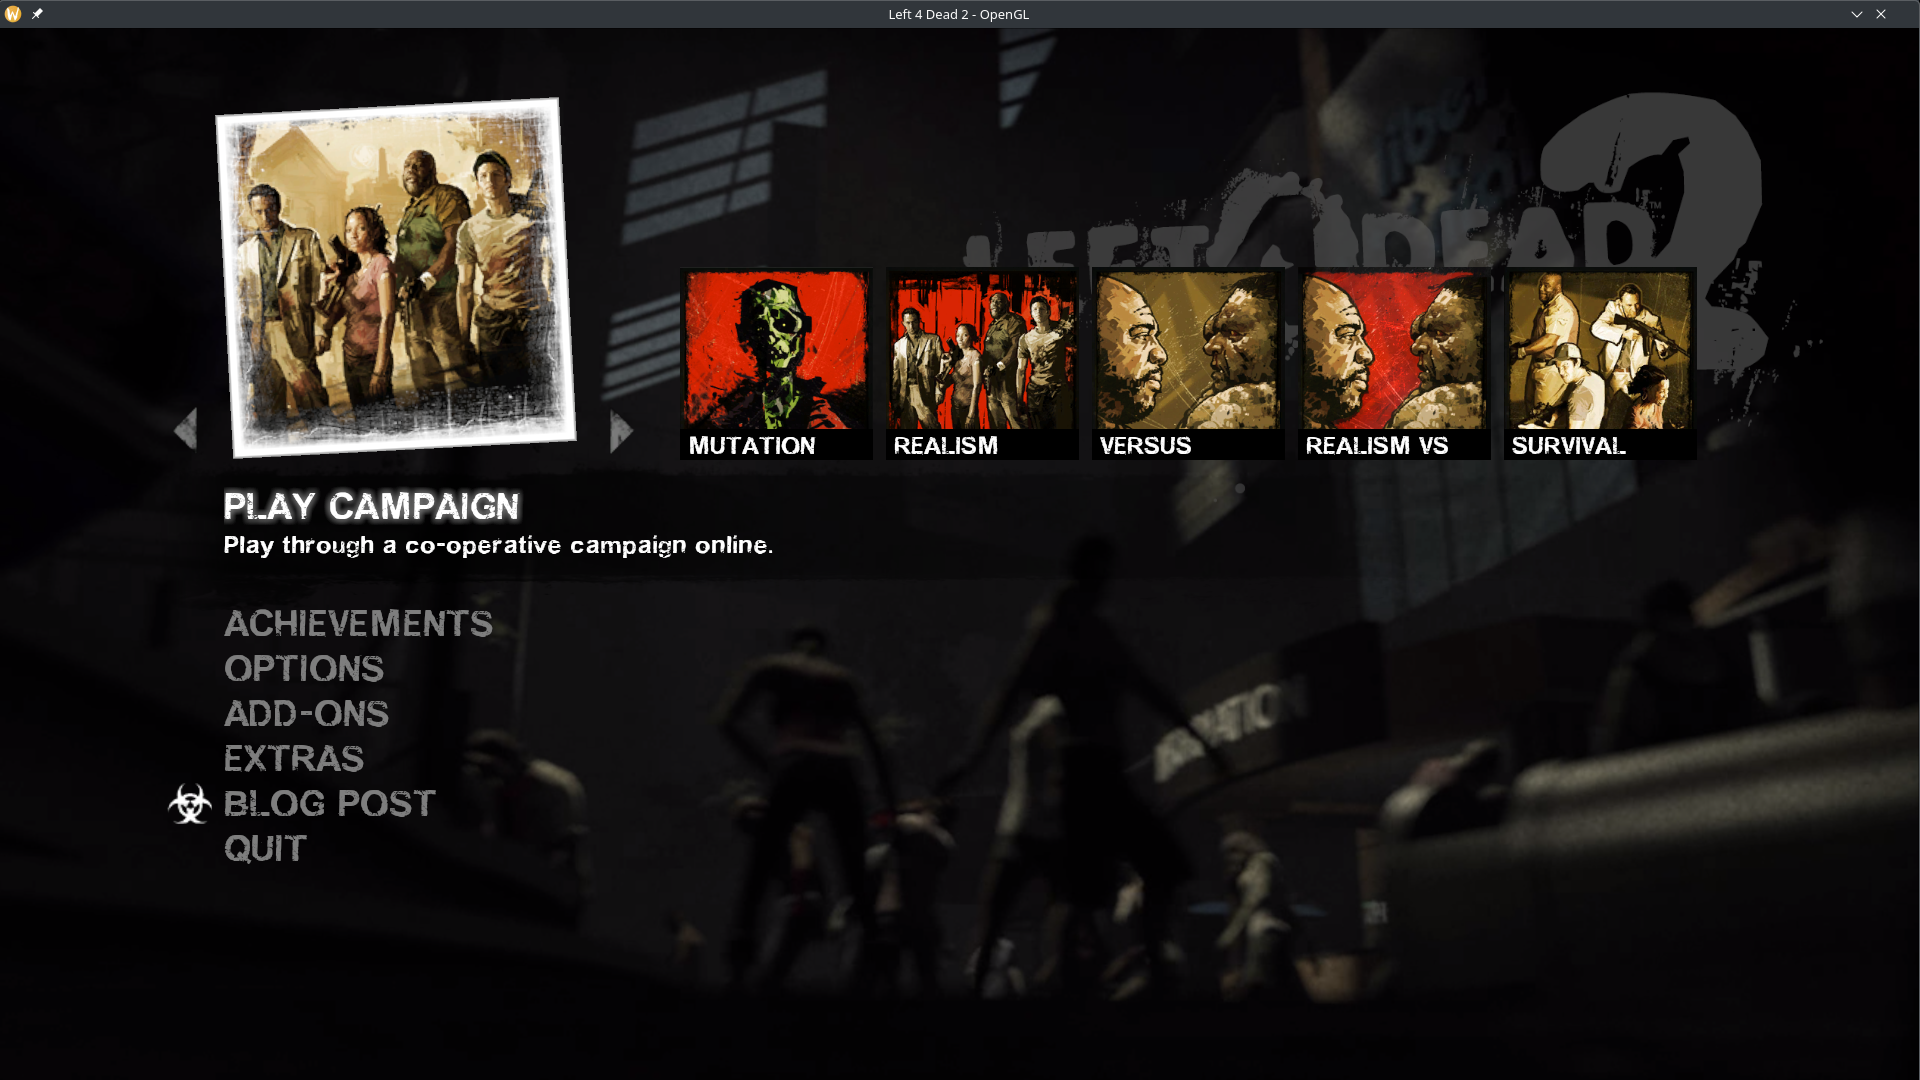 Left 4 Dead 2 - OpenGL
LEFT 4 DEAD 2
TM
MUTATION
REALISM
VERSUS
REALISM VS
SURVIVAL
PLAY CAMPAIGN
Play through a co-operative campaign online.
ACHIEVEMENTS
OPTIONS
ADD-ONS
EXTRAS
BLOG POST
QUIT